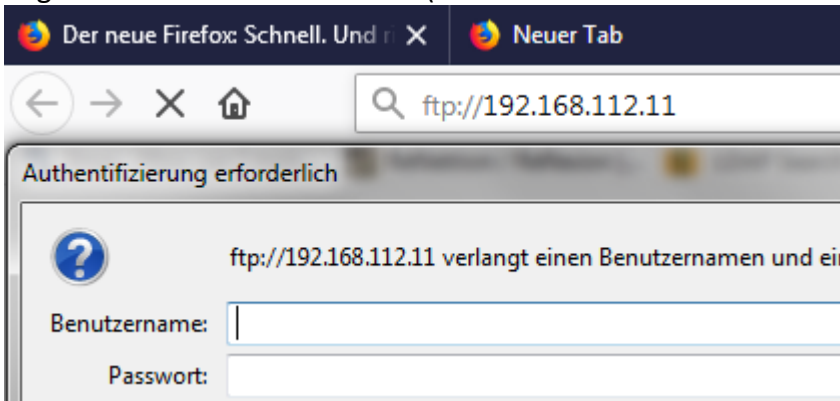 Der neue Firefox: Schnell. Und
Neuer Tab
ftp://192.168.112.11
Authentifizierung erforderlich
ftp://192.168.112.11 verlangt einen Benutzernamen und ei
Benutzername:
Passwort: